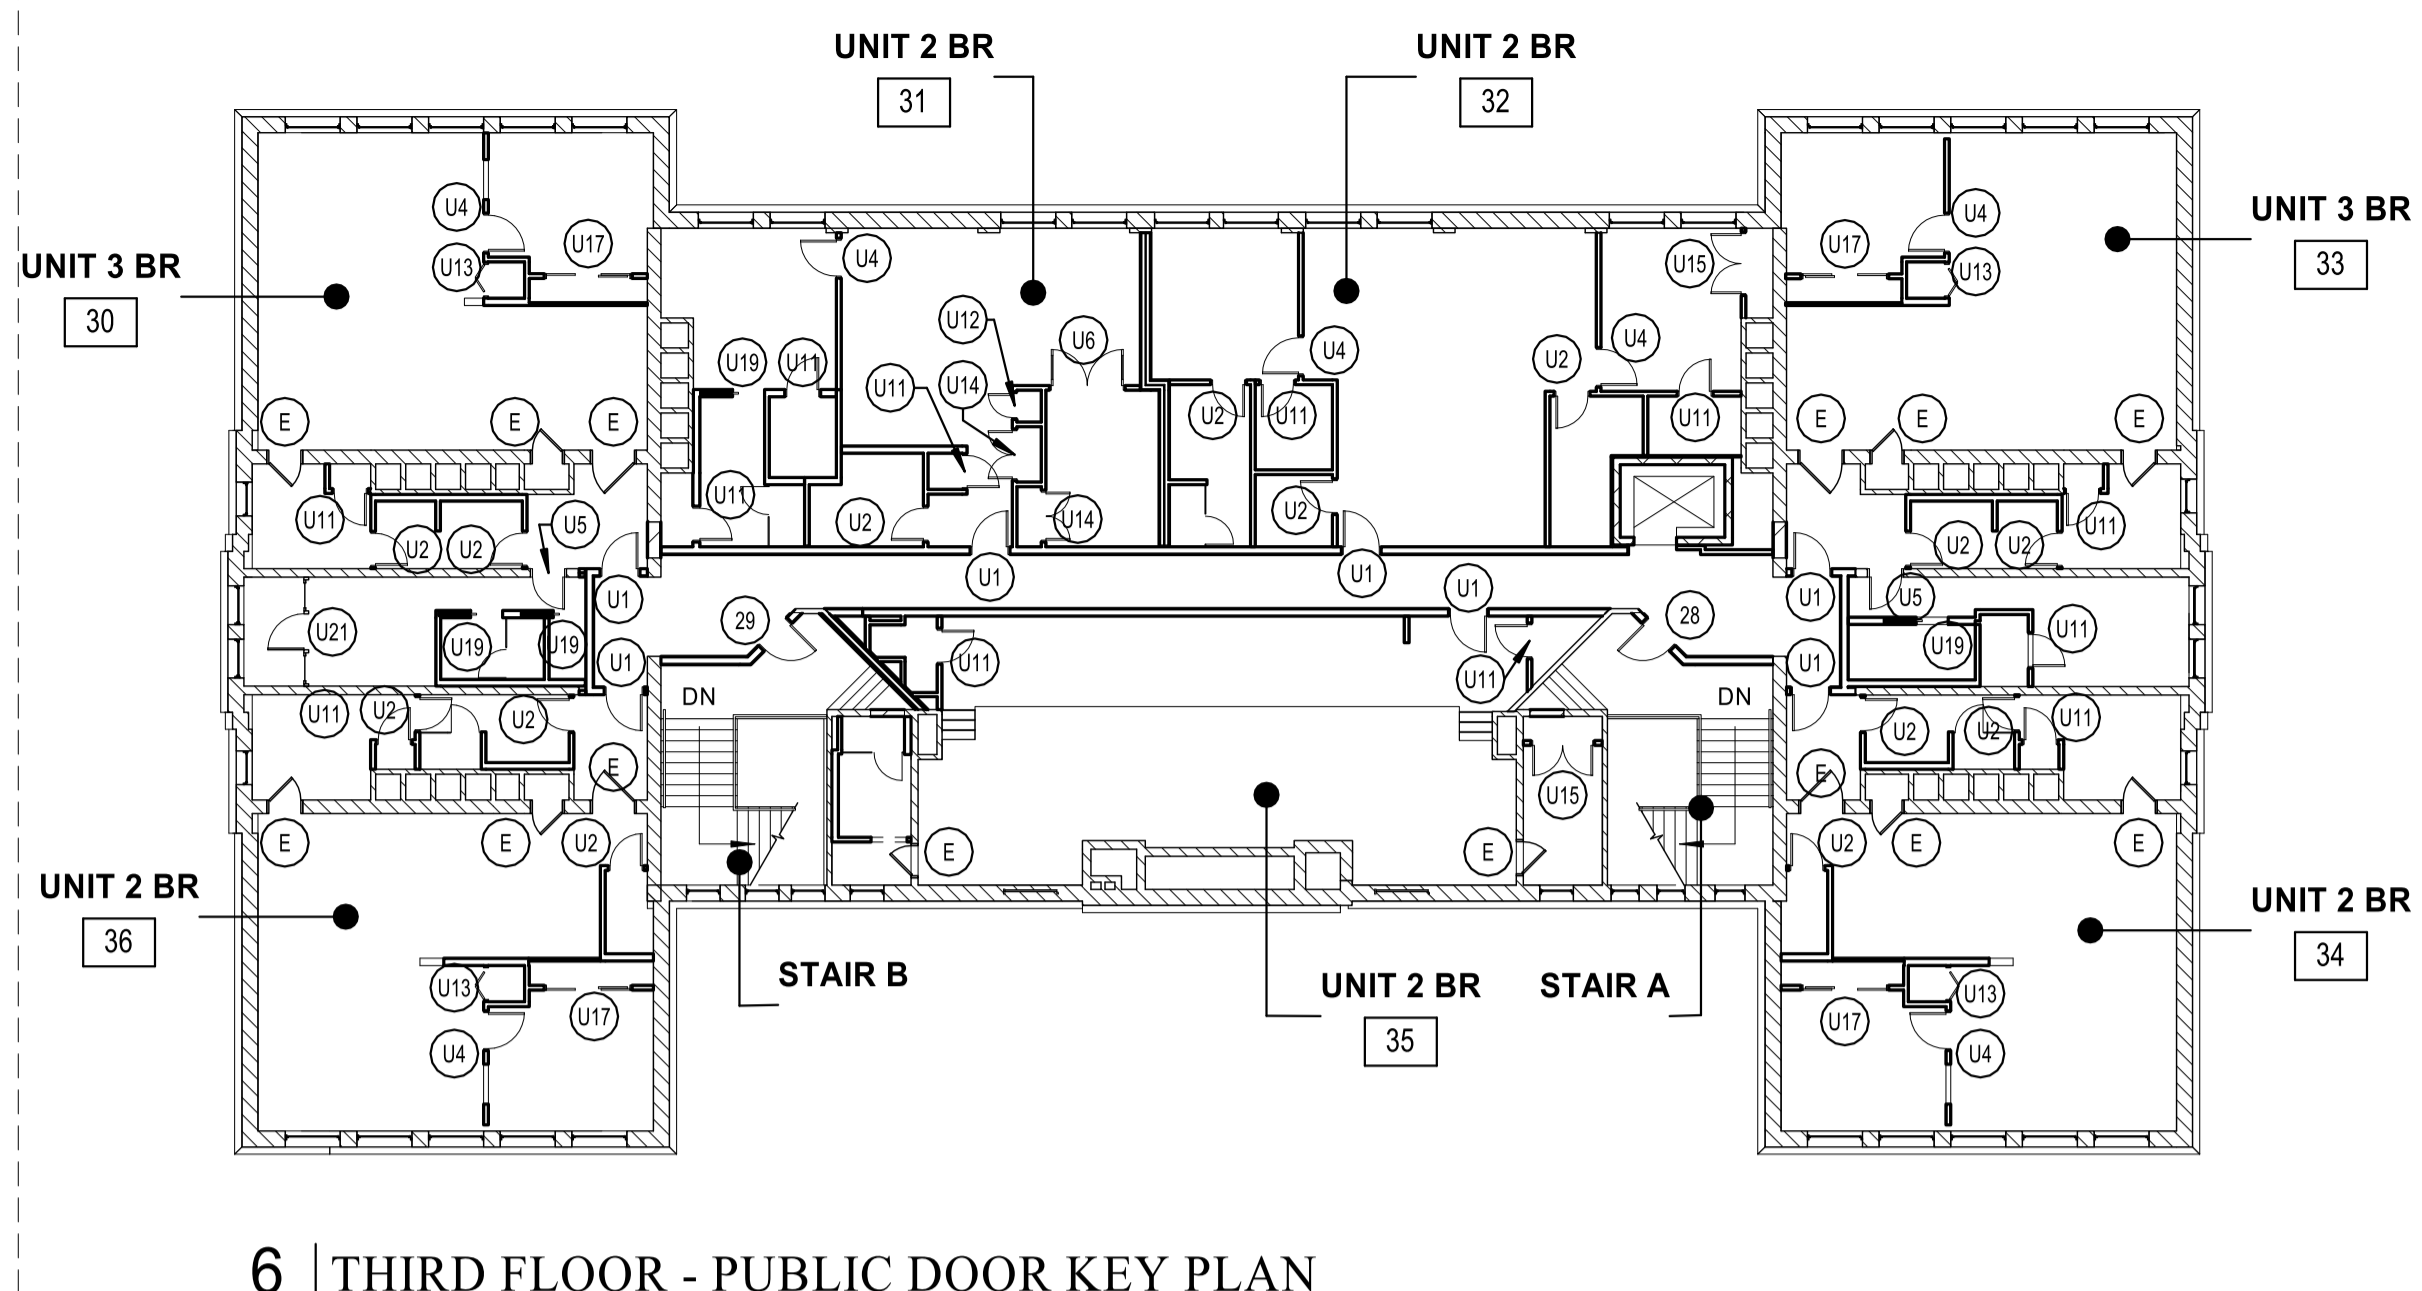 UNIT 2 BR
31
UNIT 2 BR
32
UNIT 3 BR
30
UNIT 3 BR
33
U4
U13
U17
U4
U15
U4
U17
U13
U12
U6
U19
U11
U11
U14
U4
U2
U4
U2
U11
U11
E
E
E
E
E
E
U11
U2
U14
U2
U11
U5
U2
U2
U11
U2
U2
U1
U1
U1
U1
U1
U5
29
28
U21
U19
U19
U1
U11
U11
U1
U19
U11
DN
DN
U11
U2
U2
U2
U2
U11
E
E
U15
E
E
U2
E
E
U2
E
E
UNIT 2 BR
36
UNIT 2 BR
34
STAIR B
UNIT 2 BR
35
STAIR A
U13
U17
U4
U13
U17
U4
6 THIRD FLOOR - PUBLIC DOOR KEY PLAN